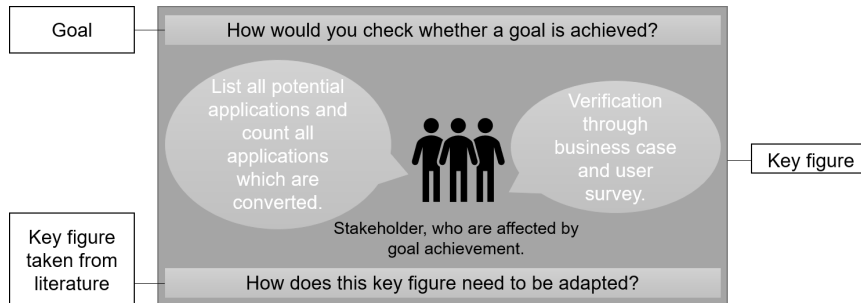 Goal
How would you check whether a goal is achieved?
List all potential
applications and
count all
applications
which are
converted.
Verification
through
business case
and user
survey.
Key figure
Stakeholder, who are affected by
goal achievement.
Key figure
taken from
literature
How does this key figure need to be adapted?